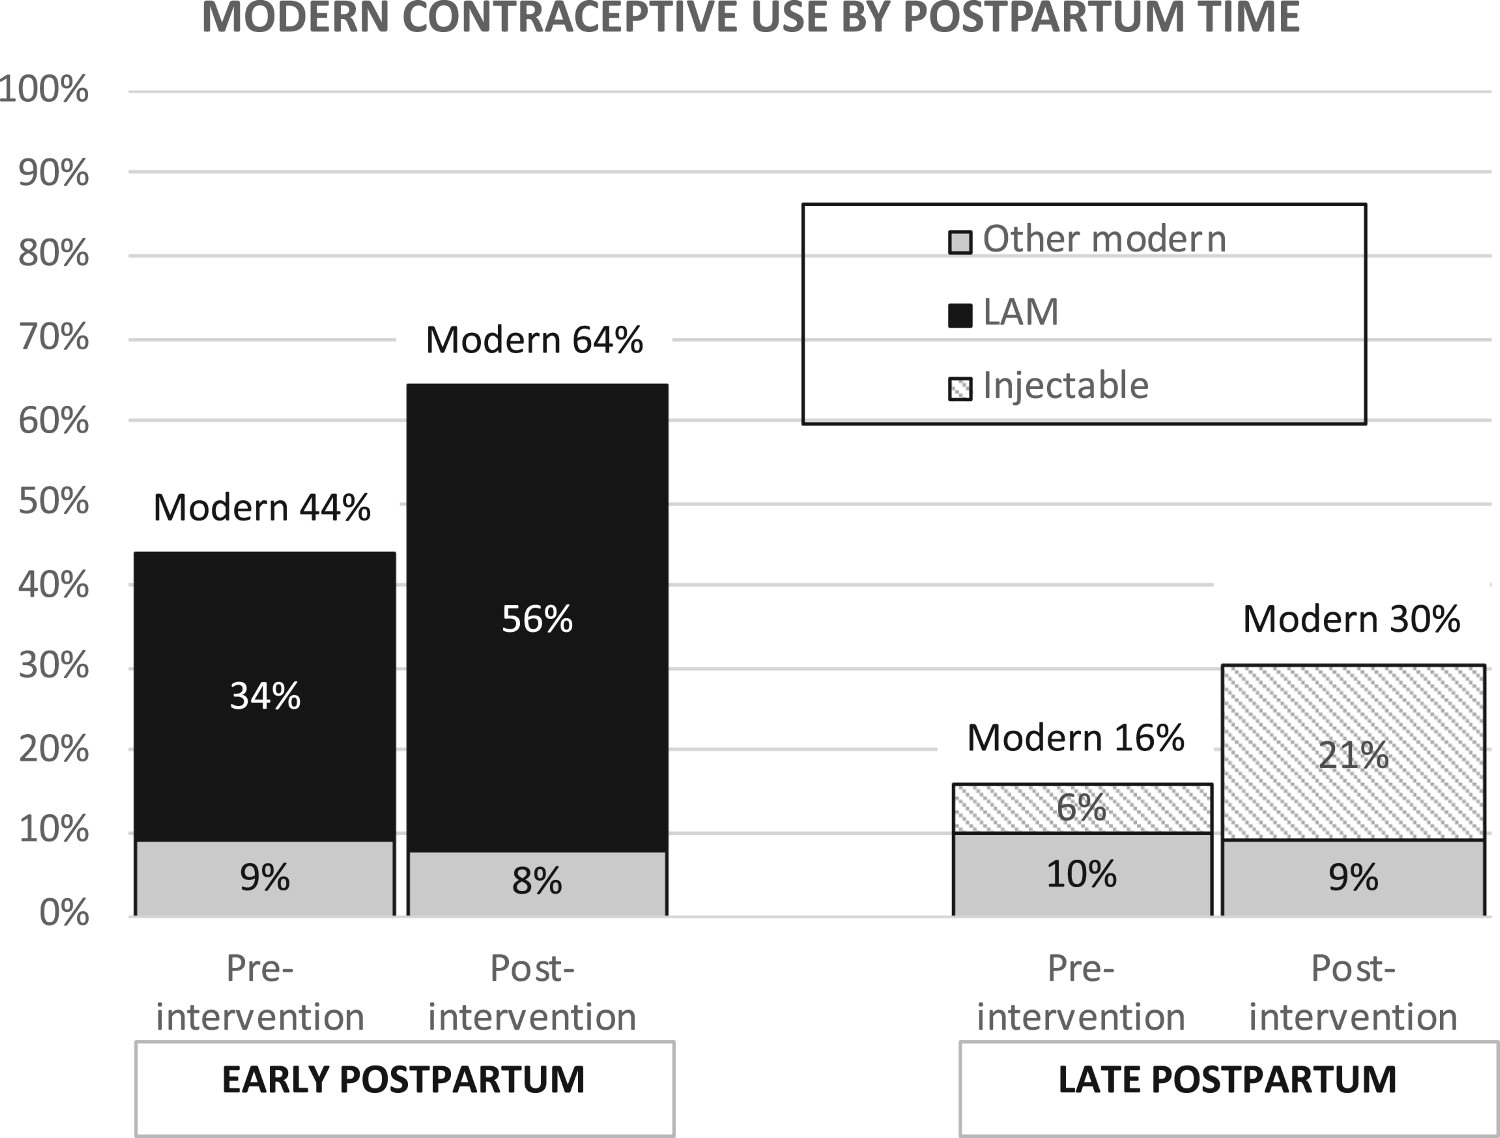 MODERN CONTRACEPTIVE USE BY POSTPARTUM TIME
100%
90%
80%
70%
60%
50%
40%
30%
20%
10%
0%
Other modern
LAM
Injectable
Modern 44%
34%
9%
Modern 64%
56%
8%
Modern 16%
6%
10%
Modern 30%
21%
9%
Pre-
intervention
Post-
intervention
Pre-
intervention
Post-
intervention
EARLY POSTPARTUM
LATE POSTPARTUM